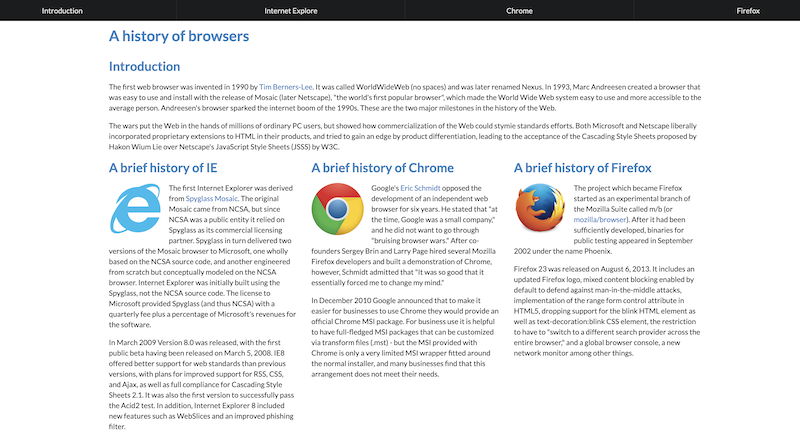 Introduction
Internet Explore
Chrome
Firefox
A history of browsers
Introduction
The first web browser was invented in 1990 by Tim Berners-Lee. It was called WorldWideWeb (no spaces) and was later renamed Nexus. In 1993, Marc Andreesen created a browser that
was easy to use and install with the release of Mosaic (later Netscape), "the world's first popular browser", which made the World Wide Web system easy to use and more accessible to the
average person. Andreesen's browser sparked the internet boom of the 1990s. These are the two major milestones in the history of the Web.
The wars put the Web in the hands of millions of ordinary PC users, but showed how commercialization of the Web could stymie standards efforts. Both Microsoft and Netscape liberally
incorporated proprietary extensions to HTML in their products, and tried to gain an edge by product differentiation, leading to the acceptance of the Cascading Style Sheets proposed by
Hakon Wium Lie over Netscape's JavaScript Style Sheets (JSSS) by W3C.
A brief history of IE
The first Internet Explorer was derived
from Spyglass Mosaic. The original
Mosaic came from NCSA, but since
NCSA was a public entity it relied on
Spyglass as its commercial licensing
partner. Spyglass in turn delivered two
versions of the Mosaic browser to Microsoft, one wholly
based on the NCSA source code, and another engineered
from scratch but conceptually modeled on the NCSA
browser. Internet Explorer was initially built using the
Spyglass, not the NCSA source code. The license to
Microsoft provided Spyglass (and thus NCSA) with a
quarterly fee plus a percentage of Microsoft's revenues for
the software.
In March 2009 Version 8.0 was released, with the first
public beta having been released on March 5, 2008. IE8
offered better support for web standards than previous
versions, with plans for improved support for RSS, CSS,
and Ajax, as well as full compliance for Cascading Style
Sheets 2.1. It was also the first version to successfully pass
the Acid2 test. In addition, Internet Explorer 8 included
new features such as WebSlices and an improved phishing
filter.
A brief history of Chrome
Google's Eric Schmidt opposed the
development of an independent web
browser for six years. He stated that "at
the time, Google was a small company,"
and he did not want to go through
"bruising browser wars." After co-
founders Sergey Brin and Larry Page hired several Mozilla
Firefox developers and built a demonstration of Chrome,
however, Schmidt admitted that "It was so good that it
essentially forced me to change my mind."
In December 2010 Google announced that to make it
easier for businesses to use Chrome they would provide an
official Chrome MSI package. For business use it is helpful
to have full-fledged MSI packages that can be customized
via transform files (.mst) - but the MSI provided with
Chrome is only a very limited MSI wrapper fitted around
the normal installer, and many businesses find that this
arrangement does not meet their needs.
A brief history of Firefox
The project which became Firefox
started as an experimental branch of
the Mozilla Suite called m/b (or
mozilla/browser). After it had been
sufficiently developed, binaries for
public testing appeared in September
2002 under the name Phoenix.
Firefox 23 was released on August 6, 2013. It includes an
updated Firefox logo, mixed content blocking enabled by
default to defend against man-in-the-middle attacks,
implementation of the range form control attribute in
HTML5, dropping support for the blink HTML element as
well as text-decoration:blink CSS element, the restriction
to have to "switch to a different search provider across the
entire browser," and a global browser console, a new
network monitor among other things.